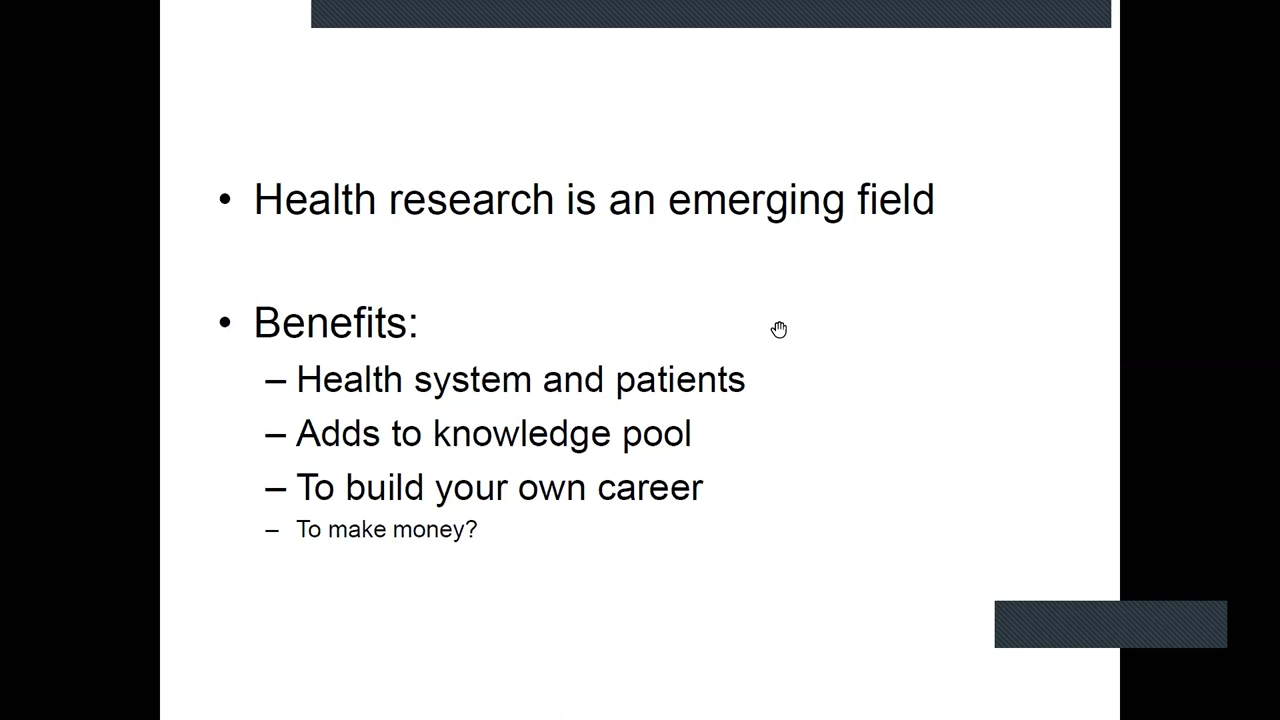 • Health research is an emerging field
• Benefits:
– Health system and patients
– Adds to knowledge pool
– To build your own career
– To make money?